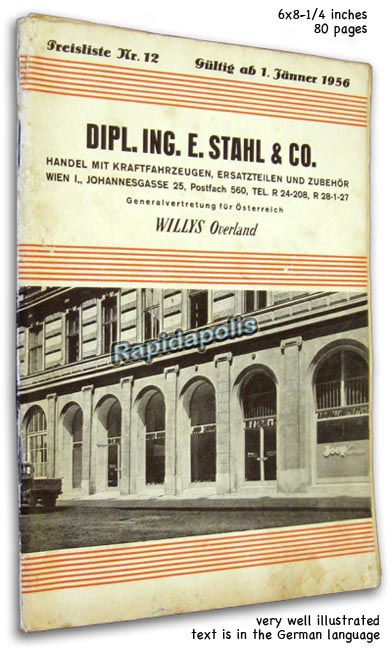 6x8-1/4 inches
80 pages
Preisliste Nr. 12
Gültig ab 1. Jänner 1956
DIPL. ING. E. STAHL & CO.
HANDEL MIT KRAFTFAHRZEUGEN, ERSATZTEILEN UND ZUBEHÖR
WIEN I., JOHANNESGASSE 25, Postfach 560, TEL. R 24-208, R 28-1-27
Generalvertretung für Österreich
WILLYS Overland
Rapidapolis
very well illustrated
text is in the German language